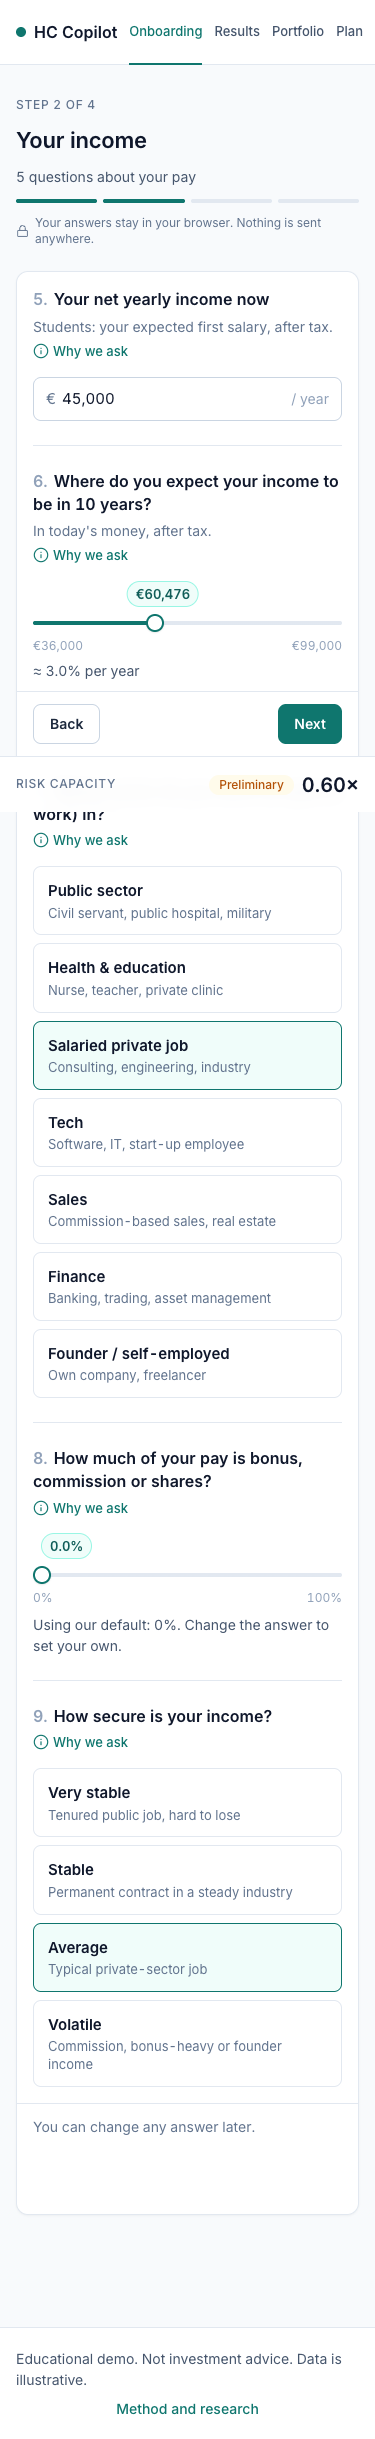 HC Copilot Onboarding Results Portfolio Plan
STEP 2 OF 4
Your income
5 questions about your pay
Your answers stay in your browser. Nothing is sent
anywhere.
5. Your net yearly income now
Students: your expected first salary, after tax.
Why we ask
€ 45,000 / year
6. Where do you expect your income to
be in 10 years?
In today's money, after tax.
Why we ask
€60,476
€36,000 €99,000
≈ 3.0% per year
Back Next
RISK CAPACITY Preliminary 0.60×
work) in?
Why we ask
Public sector
Civil servant, public hospital, military
Health & education
Nurse, teacher, private clinic
Salaried private job
Consulting, engineering, industry
Tech
Software, IT, start-up employee
Sales
Commission-based sales, real estate
Finance
Banking, trading, asset management
Founder / self-employed
Own company, freelancer
8. How much of your pay is bonus,
commission or shares?
Why we ask
0.0%
0% 100%
Using our default: 0%. Change the answer to
set your own.
9. How secure is your income?
Why we ask
Very stable
Tenured public job, hard to lose
Stable
Permanent contract in a steady industry
Average
Typical private-sector job
Volatile
Commission, bonus-heavy or founder
income
You can change any answer later.
Educational demo. Not investment advice. Data is
illustrative.
Method and research